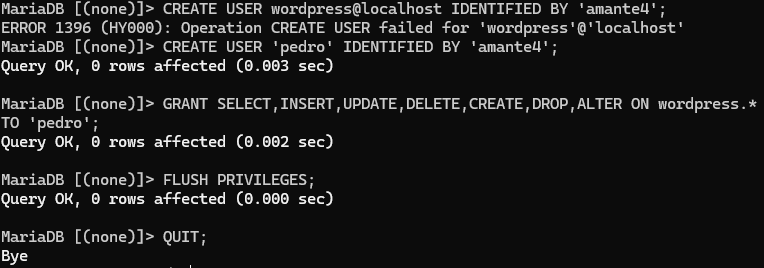 MariaDB [(none)]> CREATE USER wordpress@localhost IDENTIFIED BY 'amante4';
ERROR 1396 (HY000): Operation CREATE USER failed for 'wordpress'@'localhost'
MariaDB [(none)]> CREATE USER 'pedro' IDENTIFIED BY 'amante4';
Query OK, 0 rows affected (0.003 sec)
MariaDB [(none)]> GRANT SELECT,INSERT,UPDATE,DELETE,CREATE,DROP,ALTER ON wordpress.*
TO 'pedro';
Query OK, 0 rows affected (0.002 sec)
MariaDB [(none)]> FLUSH PRIVILEGES;
Query OK, 0 rows affected (0.000 sec)
MariaDB [(none)]> QUIT;
Bye